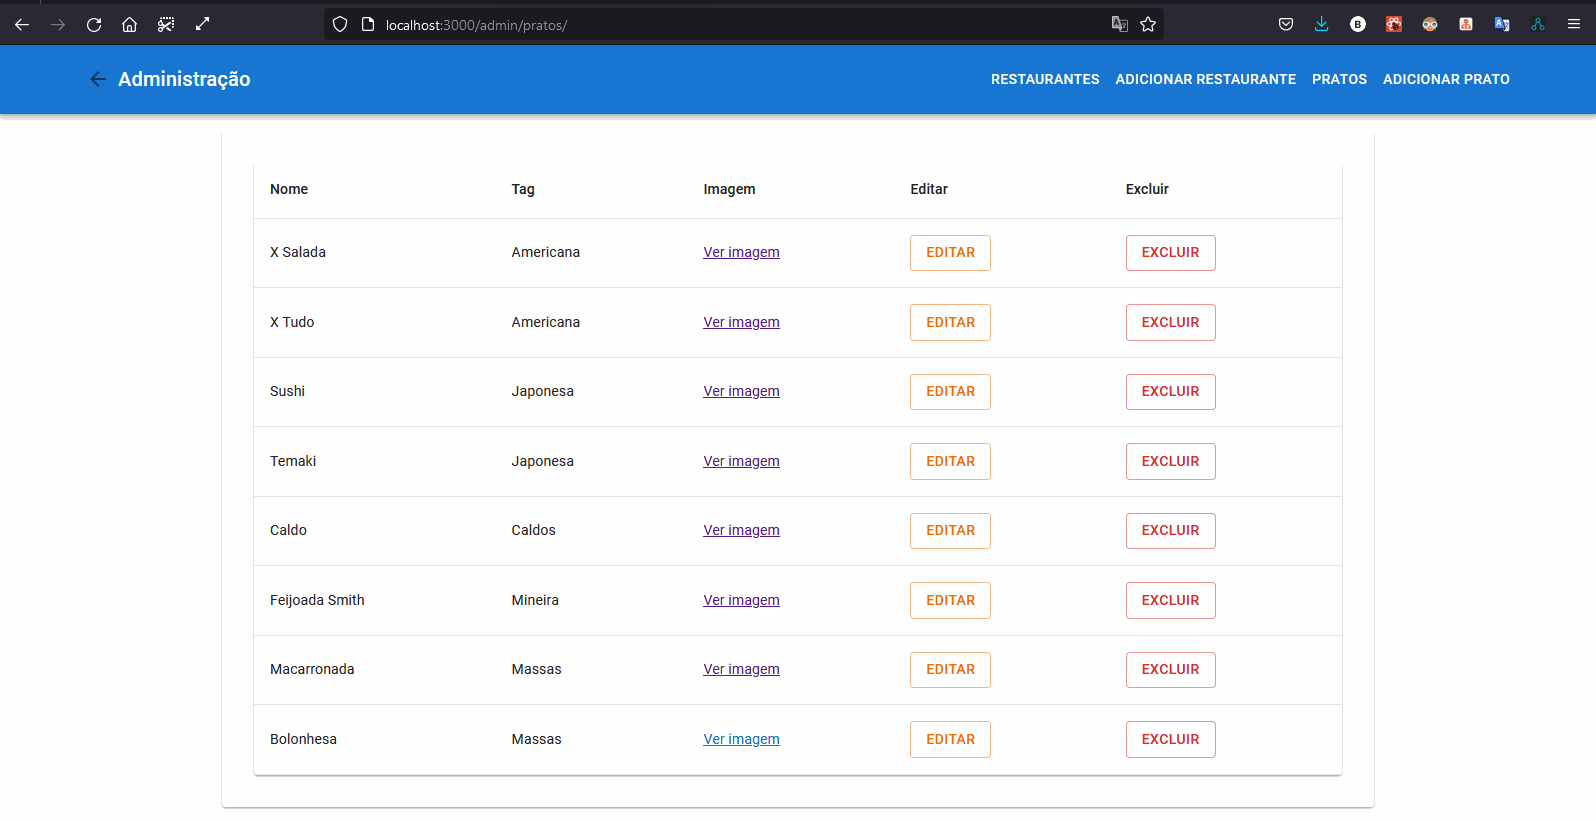 localhost:3000/admin/pratos/
Administração RESTAURANTES ADICIONAR RESTAURANTE PRATOS ADICIONAR PRATO
Nome Tag Imagem Editar Excluir
X Salada Americana Ver imagem EDITAR EXCLUIR
X Tudo Americana Ver imagem EDITAR EXCLUIR
Sushi Japonesa Ver imagem EDITAR EXCLUIR
Temaki Japonesa Ver imagem EDITAR EXCLUIR
Caldo Caldos Ver imagem EDITAR EXCLUIR
Feijoada Smith Mineira Ver imagem EDITAR EXCLUIR
Macarronada Massas Ver imagem EDITAR EXCLUIR
Bolonhesa Massas Ver imagem EDITAR EXCLUIR